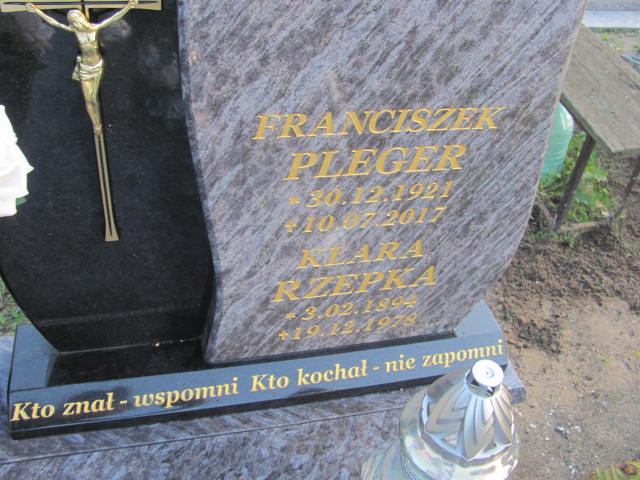 FRANCISZEK
PLEGER
*30.12.1921
+10.07.2017
KLARA
RZEPKA
*3.02.1894
+19.12.1978
Kto znał - wspomni Kto kochał - nie zapomni